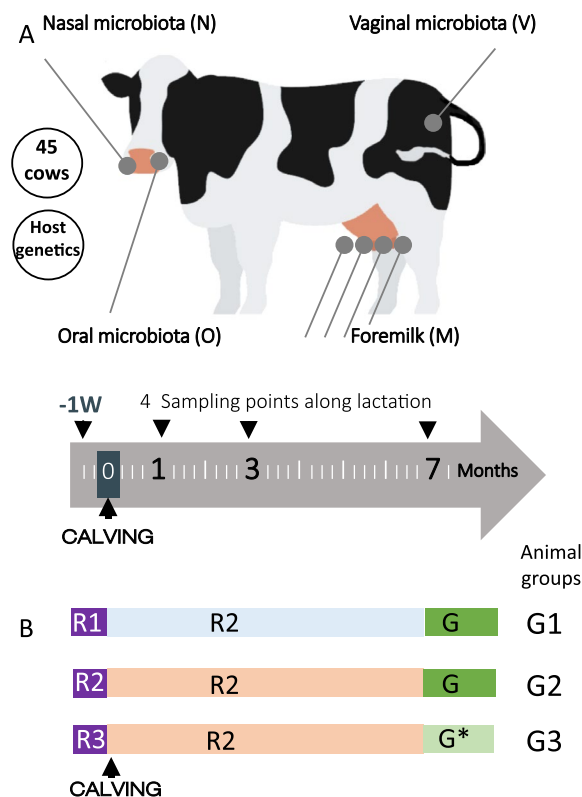 A
Nasal microbiota (N)
Vaginal microbiota (V)
45
cows
Host
genetics
Oral microbiota (O)
Foremilk (M)
-1W
4 Sampling points along lactation
0
1
3
7
Months
CALVING
Animal
groups
B
R1
R2
G
G1
R2
R2
G
G2
R3
R2
G*
G3
CALVING